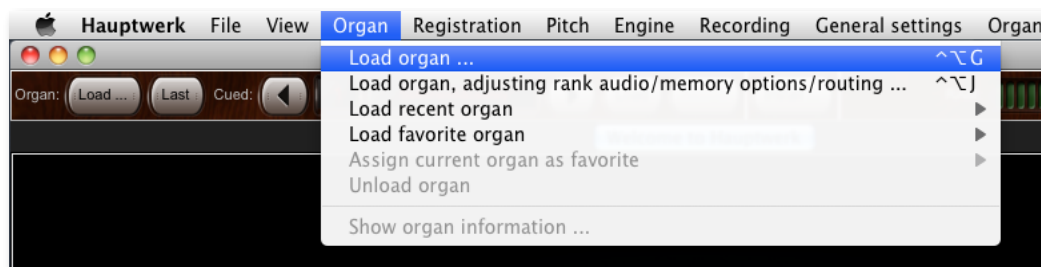 Hauptwerk File View Organ Registration Pitch Engine Recording General settings Organ
Load organ ... ^⌥G
Organ: Load ... Last Cued:
Load organ, adjusting rank audio/memory options/routing ... ^⌥J
Load recent organ
Load favorite organ
Assign current organ as favorite
Unload organ
Show organ information ...